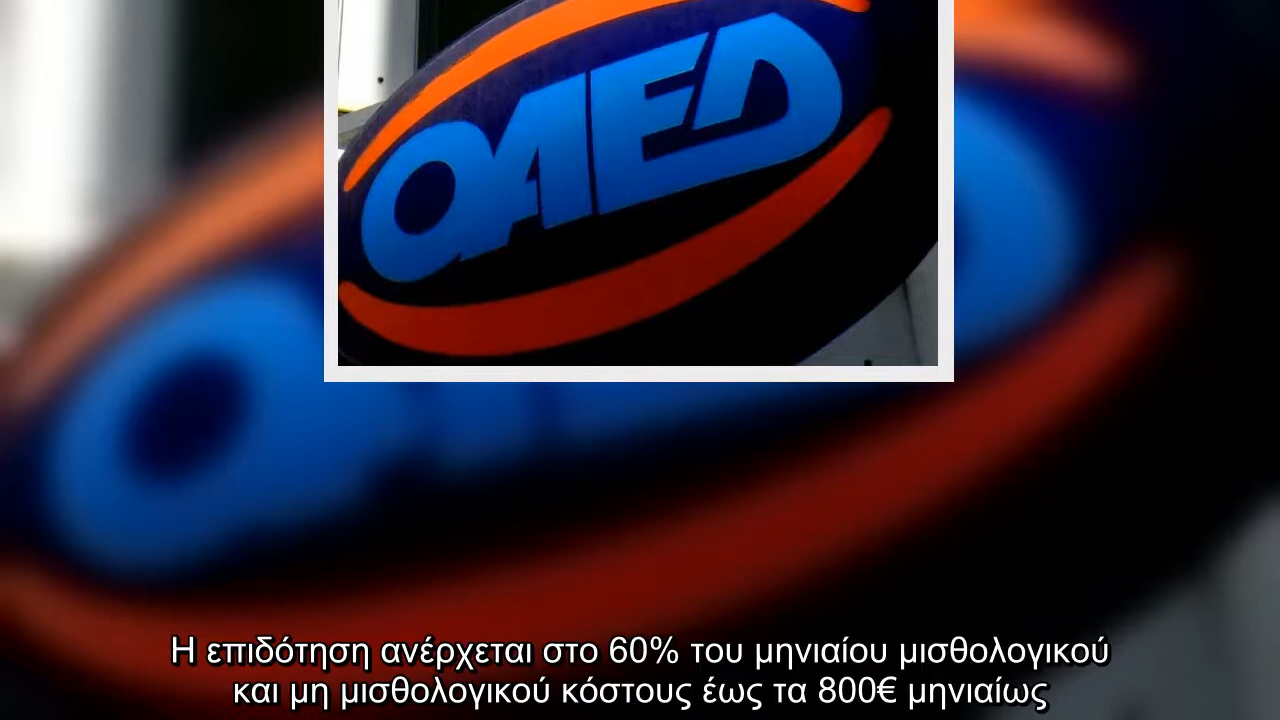 ΟΑΕΔ
Η επιδότηση ανέρχεται στο 60% του μηνιαίου μισθολογικού
και μη μισθολογικού κόστους έως τα 800€ μηνιαίως